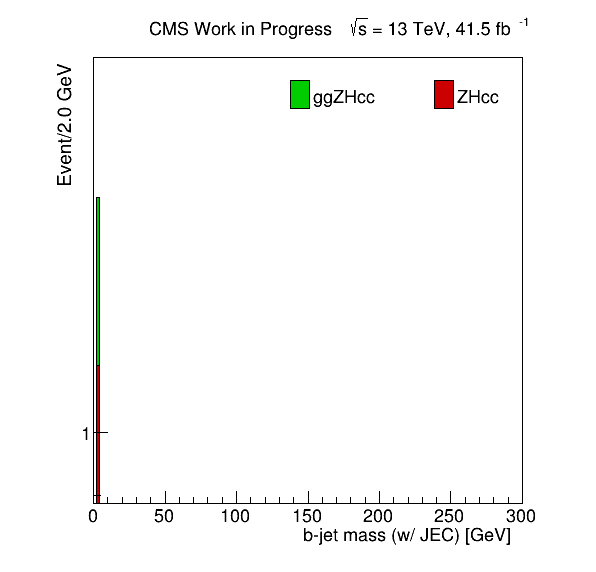 CMS Work in Progress √s = 13 TeV, 41.5 fb -1
Event/2.0 GeV
ggZHcc ZHcc
1
0 50 100 150 200 250 300
b-jet mass (w/ JEC) [GeV]